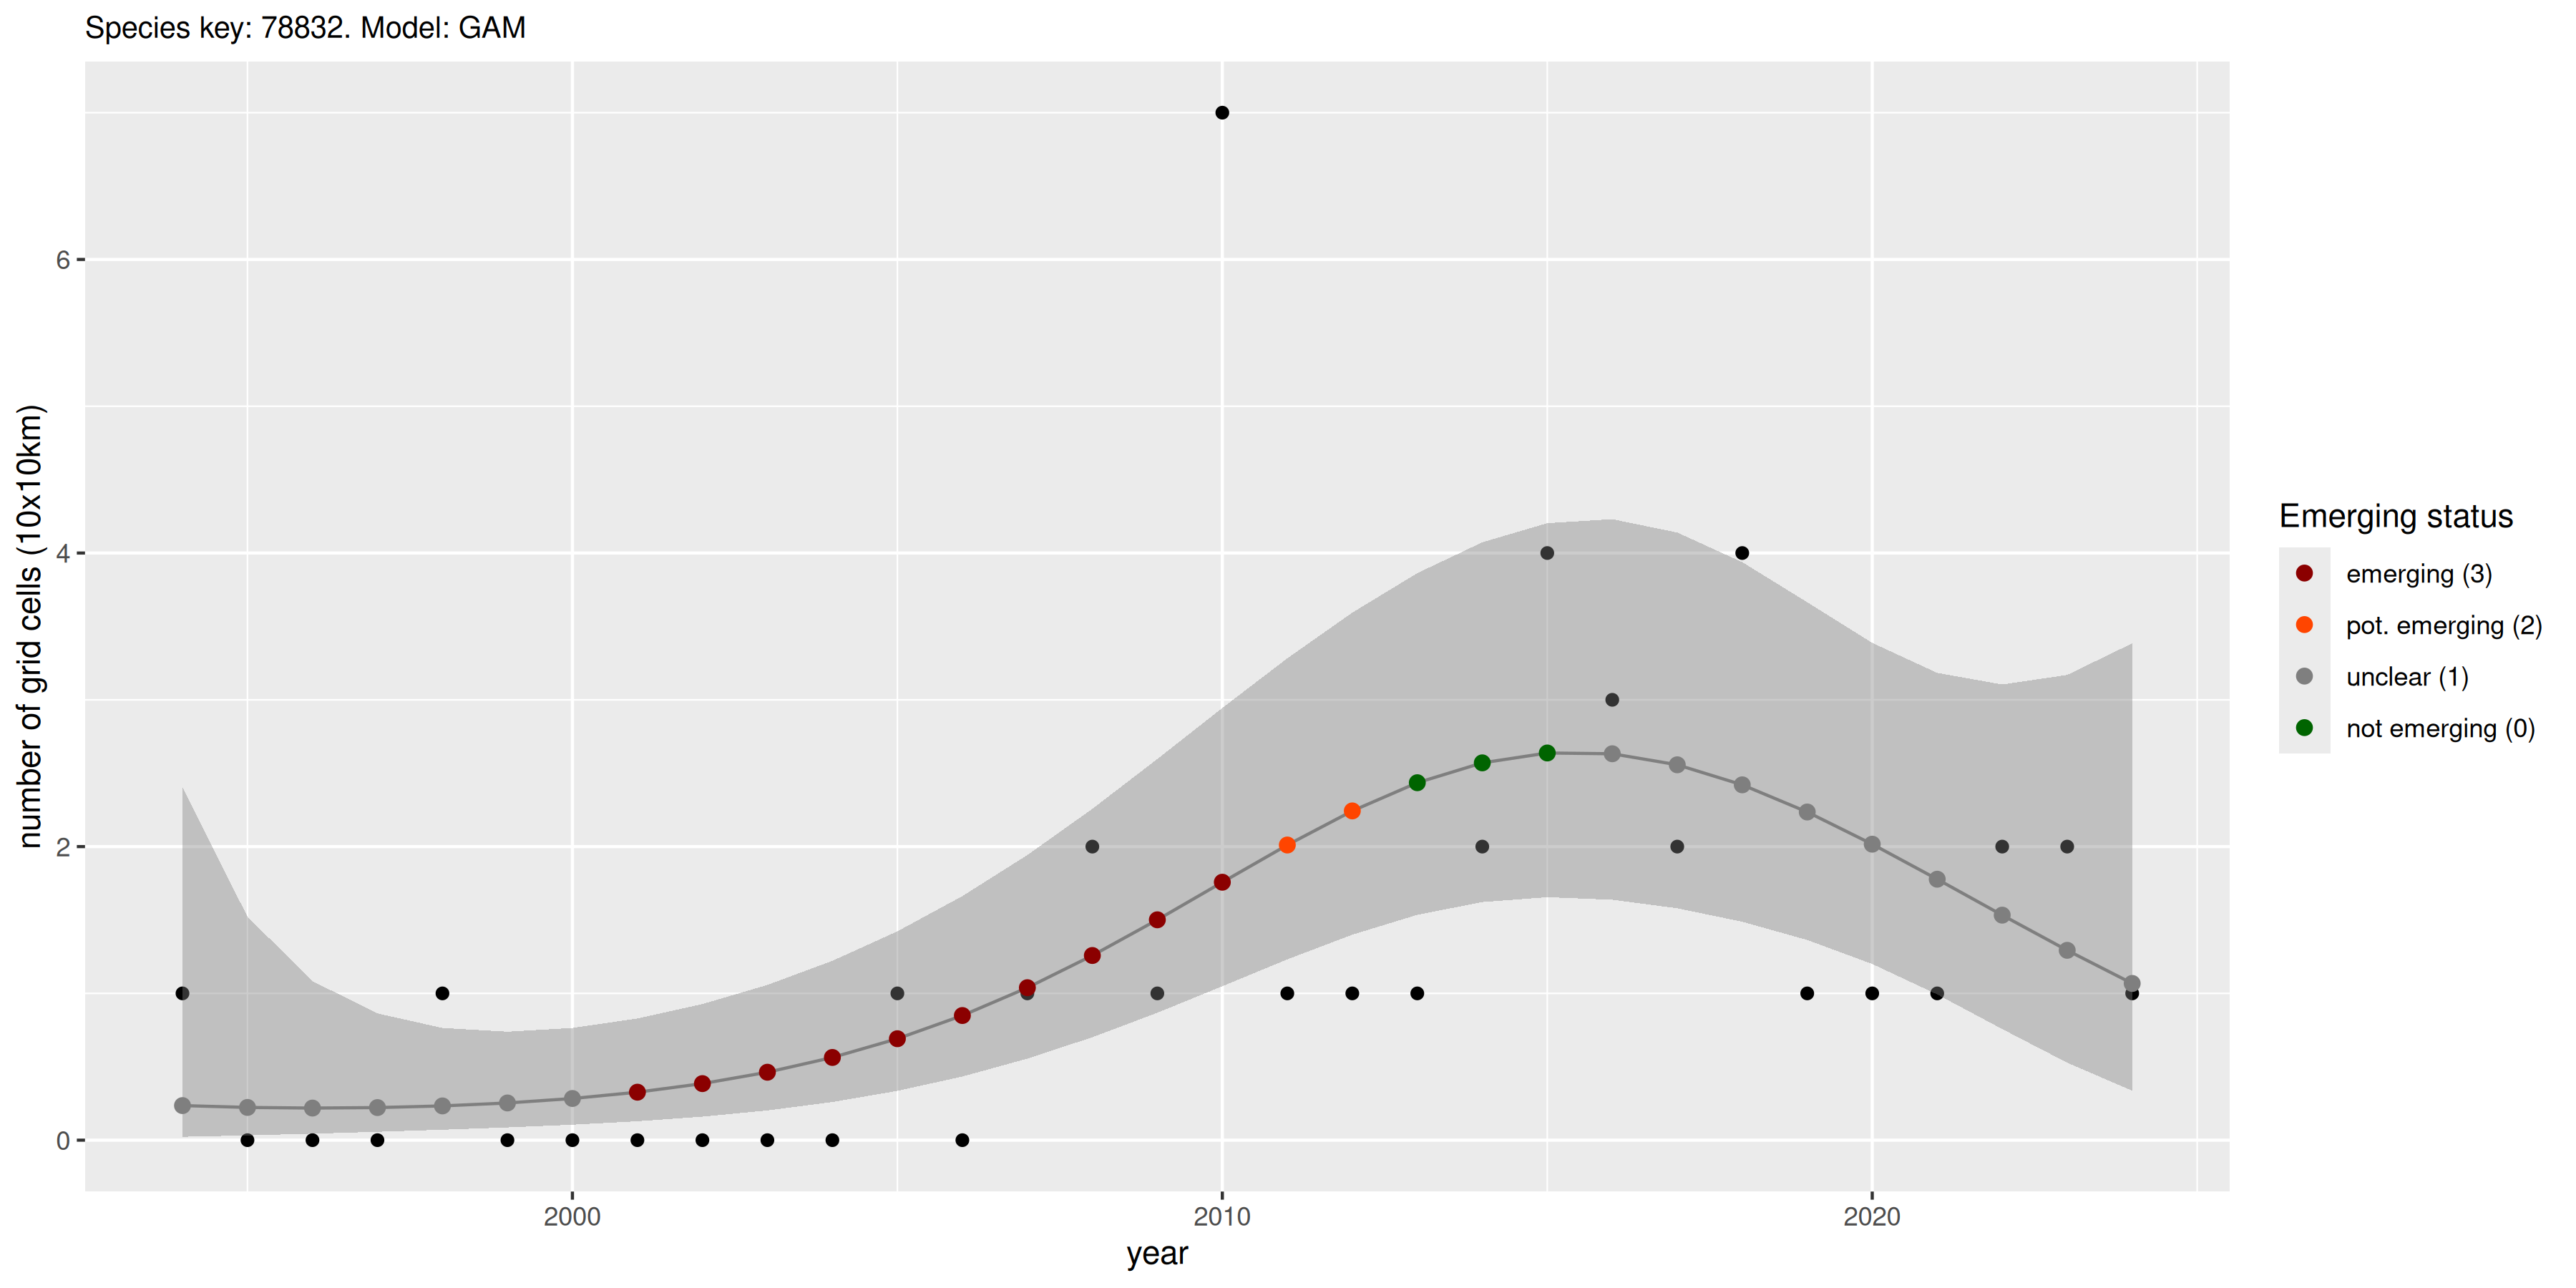 Species key: 78832. Model: GAM
number of grid cells (10x10km)
6
4
2
0
2000
2010
2020
year
Emerging status
emerging (3)
pot. emerging (2)
unclear (1)
not emerging (0)